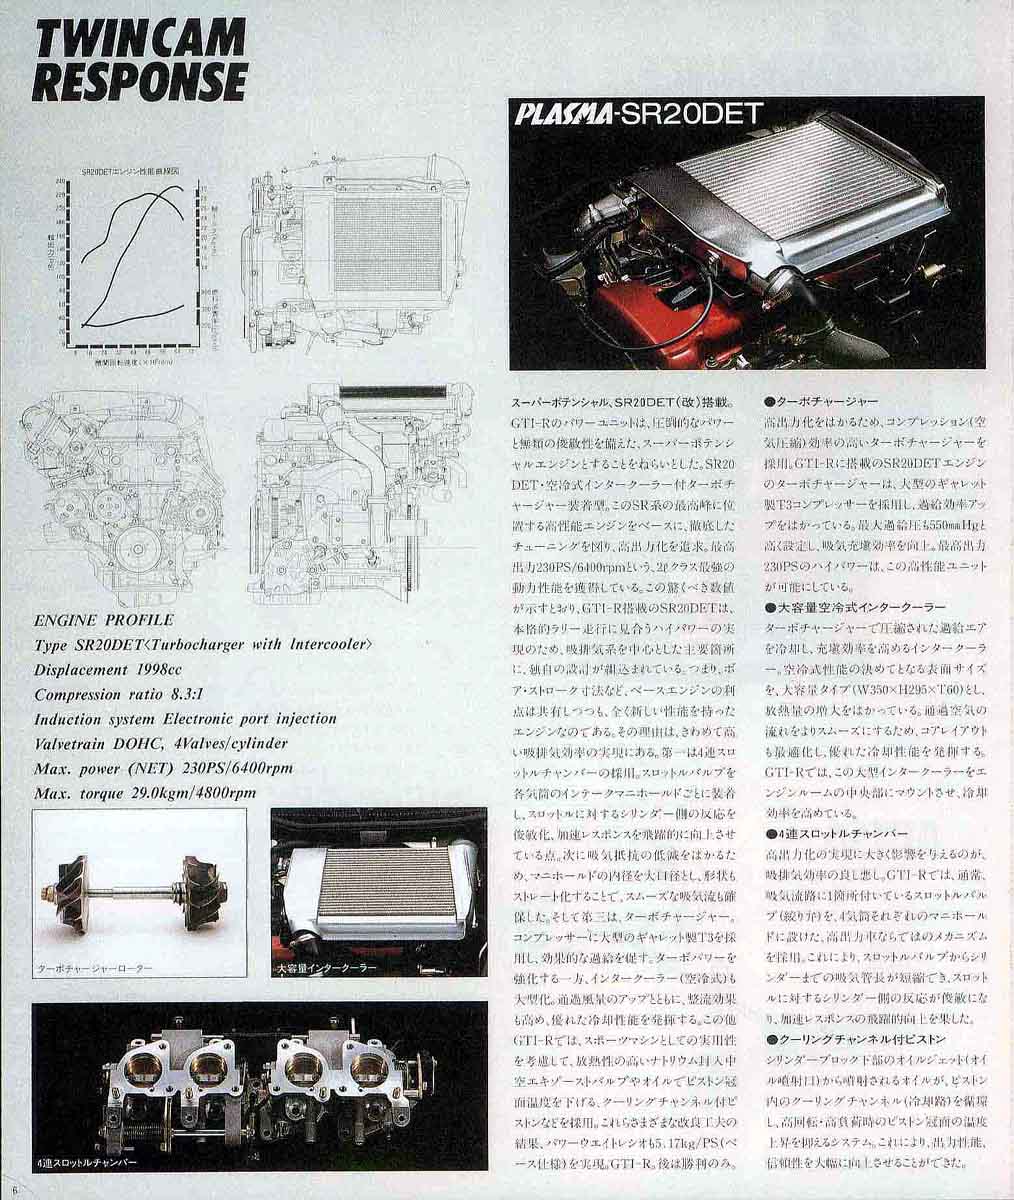 TWIN CAM
RESPONSE
SR20DETエンジン性能曲線図
機関回転速度(×10²rpm)
PLASMA-SR20DET
ENGINE PROFILE
Type SR20DET〈Turbocharger with Intercooler〉
Displacement 1998cc
Compression ratio 8.3:1
Induction system Electronic port injection
Valvetrain DOHC, 4Valves/cylinder
Max. power (NET) 230PS/6400rpm
Max. torque 29.0kgm/4800rpm
ターボチャージャーローター
大容量インタークーラー
4連スロットルチャンバー
スーパーポテンシャル、SR20DET(改)搭載。
GTI-Rのパワーユニットは、圧倒的なパワー
と無類の俊敏性を備えた、スーパーポテンシ
ャルエンジンとすることをねらいとした。SR20
DET・空冷式インタークーラー付ターボチ
ャージャー装着型。このSR系の最高峰に位
置する高性能エンジンをベースに、徹底した
チューニングを図り、高出力化を追求。最高
出力230PS/6400rpmという、2ℓクラス最強の
動力性能を獲得している。この驚くべき数値
が示すとおり、GTI-R搭載のSR20DETは、
本格的ラリー走行に見合うハイパワーの実
現のため、吸排気系を中心とした主要箇所
に、独自の設計が組込まれている。つまり、ボ
ア・ストローク寸法など、ベースエンジンの利
点は共有しつつも、全く新しい性能を持った
エンジンなのである。その理由は、きわめて高
い吸排気効率の実現にある。第一は4連スロ
ットルチャンバーの採用。スロットルバルブを
各気筒のインテークマニホールドごとに装着
し、スロットルに対するシリンダー側の反応を
俊敏化、加速レスポンスを飛躍的に向上させ
ている点。次に吸気抵抗の低減をはかるた
め、マニホールドの内径を大口径とし、形状も
ストレート化することで、スムーズな吸気流も確
保した。そして第三は、ターボチャージャー。
コンプレッサーに大型のギャレット製T3を採
用し、効果的な過給を促す。ターボパワーを
強化する一方、インタークーラー(空冷式)も
大型化。通過風量のアップとともに、整流効果
も高め、優れた冷却性能を発揮する。この他
GTI-Rでは、スポーツマシンとしての実用性
を考慮して、放熱性の高いナトリウム封入中
空エキゾーストバルブやオイルでピストン冠
面温度を下げる、クーリングチャンネル付ピ
ストンなどを採用。これらさまざまな改良工夫の
結果、パワーウエイトレシオも5.17kg/PS(ベ
ース仕様)を実現。GTI-R。後は勝利のみ。
●ターボチャージャー
高出力化をはかるため、コンプレッション(空
気圧縮)効率の高いターボチャージャーを
採用。GTI-Rに搭載のSR20DETエンジン
のターボチャージャーは、大型のギャレット
製T3コンプレッサーを採用し、過給効率アッ
プをはかっている。最大過給圧も550mmHgと
高く設定し、吸気充填効率を向上。最高出力
230PSのハイパワーは、この高性能ユニット
が可能にしている。
●大容量空冷式インタークーラー
ターボチャージャーで圧縮された過給エア
を冷却し、充填効率を高めるインタークーラ
ー。空冷式性能の決めてとなる表面サイズ
を、大容量タイプ(W350×H295×T60)とし、
放熱量の増大をはかっている。通過空気の
流れをよりスムーズにするため、コアレイアウト
も最適化し、優れた冷却性能を発揮する。
GTI-Rでは、この大型インタークーラーをエ
ンジンルームの中央部にマウントさせ、冷却
効率を高めている。
●4連スロットルチャンバー
高出力化の実現に大きく影響を与えるのが、
吸排気効率の良し悪し。GTI-Rでは、通常、
吸気流路に1箇所付いているスロットルバル
ブ(絞り弁)を、4気筒それぞれのマニホール
ドに設けた、高出力車ならではのメカニズム
を採用。これにより、スロットルバルブからシリ
ンダーまでの吸気管長が短縮でき、スロット
ルに対するシリンダー側の反応が俊敏にな
り、加速レスポンスの飛躍的向上を果した。
●クーリングチャンネル付ピストン
シリンダーブロック下部のオイルジェット(オイ
ル噴射口)から噴射されるオイルが、ピストン
内のクーリングチャンネル(冷却路)を循環
し、高回転・高負荷時のピストン冠面の温度
上昇を抑えるシステム。これにより、出力性能、
信頼性を大幅に向上させることができた。
6